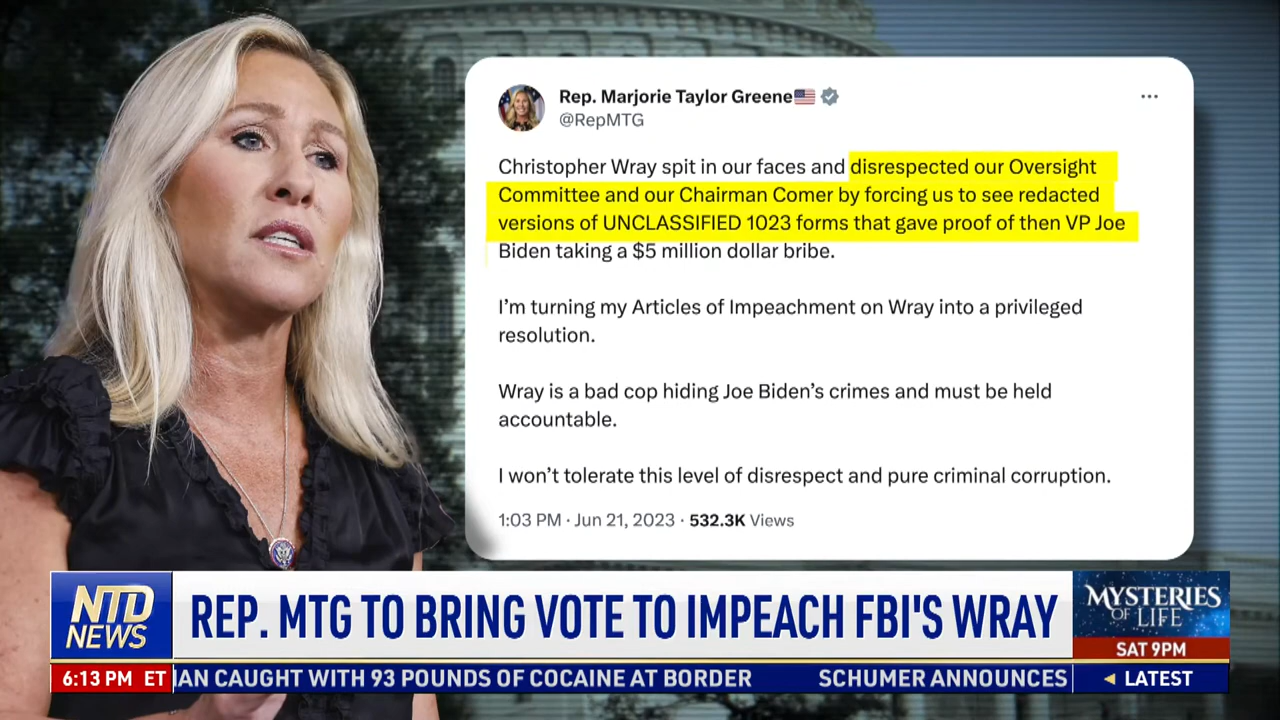 Rep. Marjorie Taylor Greene🇺🇸
@RepMTG
Christopher Wray spit in our faces and disrespected our Oversight
Committee and our Chairman Comer by forcing us to see redacted
versions of UNCLASSIFIED 1023 forms that gave proof of then VP Joe
Biden taking a $5 million dollar bribe.
I'm turning my Articles of Impeachment on Wray into a privileged
resolution.
Wray is a bad cop hiding Joe Biden's crimes and must be held
accountable.
I won't tolerate this level of disrespect and pure criminal corruption.
1:03 PM · Jun 21, 2023 · 532.3K Views
NTD
NEWS
REP. MTG TO BRING VOTE TO IMPEACH FBI'S WRAY
MYSTERIES
OF LIFE
SAT 9PM
6:13 PM ET
IAN CAUGHT WITH 93 POUNDS OF COCAINE AT BORDER
SCHUMER ANNOUNCES
◄ LATEST